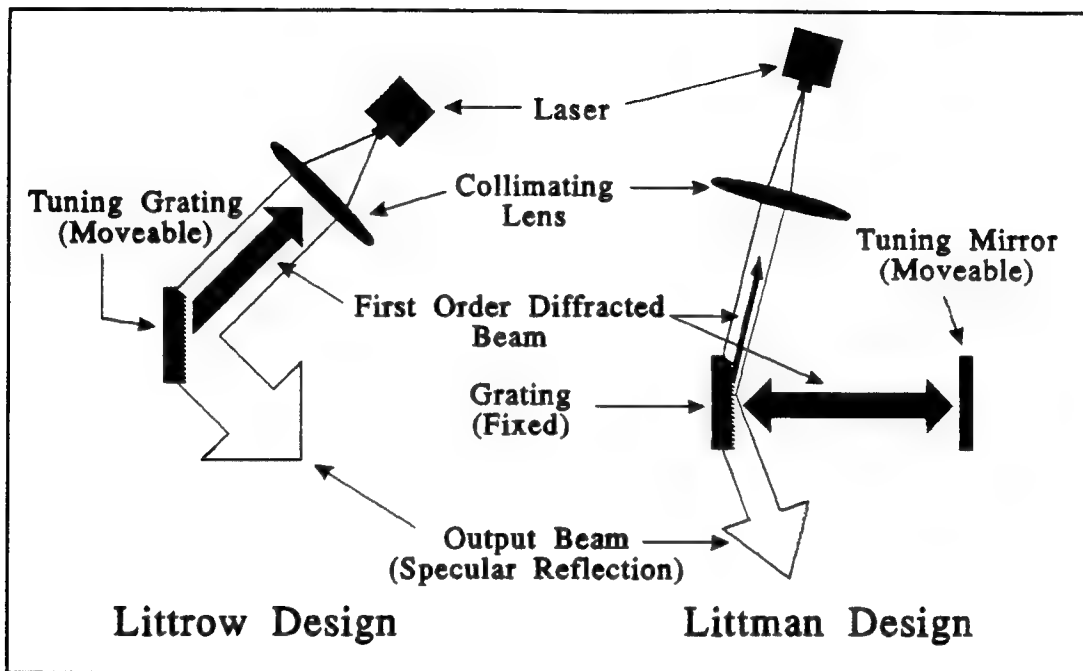 Laser
Collimating
Lens
Tuning Grating
(Moveable)
Tuning Mirror
(Moveable)
First Order Diffracted
Beam
Grating
(Fixed)
Output Beam
(Specular Reflection)
Littrow Design
Littman Design